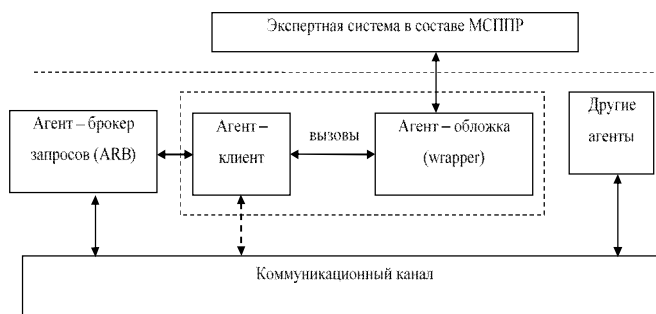 Экспертная система в составе МСППР
Агент – брокер
запросов (ARB)
Агент –
клиент
вызовы
Агент – обложка
(wrapper)
Другие
агенты
Коммуникационный канал